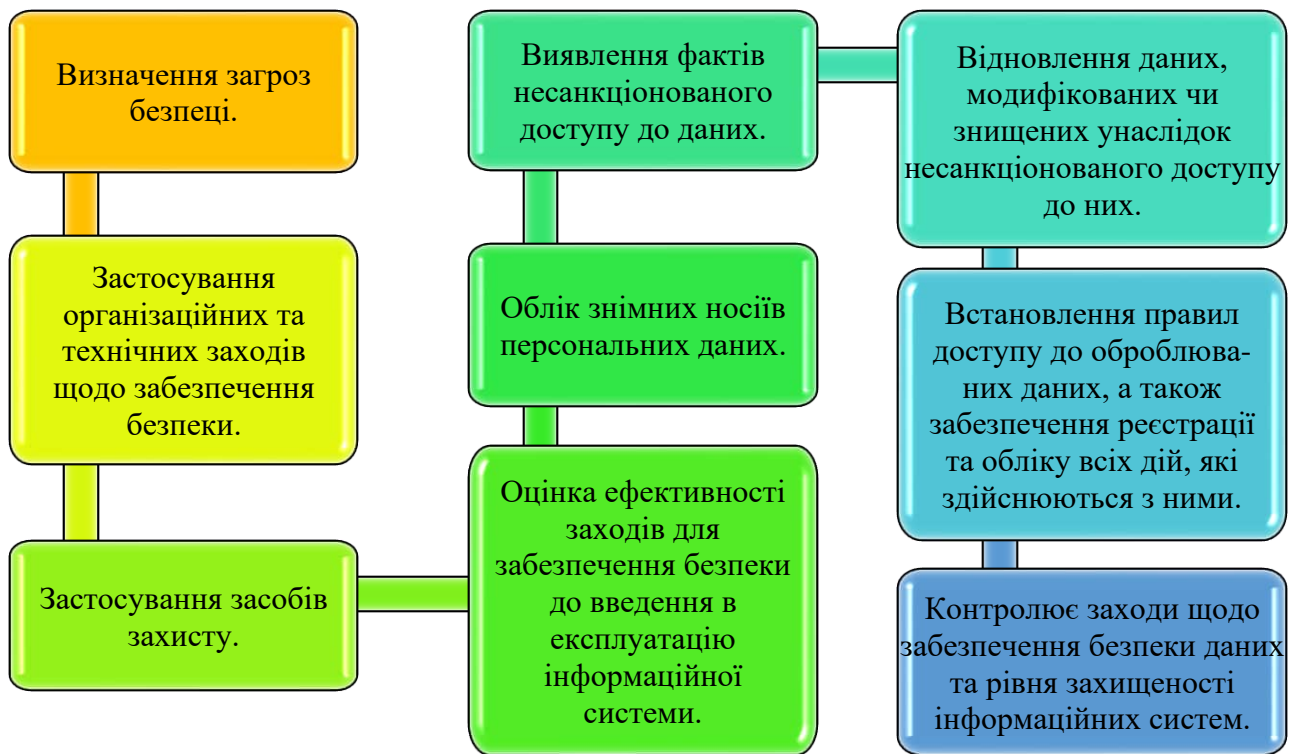 Визначення загроз
безпеці.
Застосування
організаційних та
технічних заходів
щодо забезпечення
безпеки.
Застосування засобів
захисту.
Оцінка ефективності
заходів для
забезпечення безпеки
до введення в
експлуатацію
інформаційної
системи.
Облік знімних носіїв
персональних даних.
Виявлення фактів
несанкціонованого
доступу до даних.
Відновлення даних,
модифікованих чи
знищених унаслідок
несанкціонованого доступу
до них.
Встановлення правил
доступу до оброблюва-
них даних, а також
забезпечення реєстрації
та обліку всіх дій, які
здійснюються з ними.
Контролює заходи щодо
забезпечення безпеки даних
та рівня захищеності
інформаційних систем.